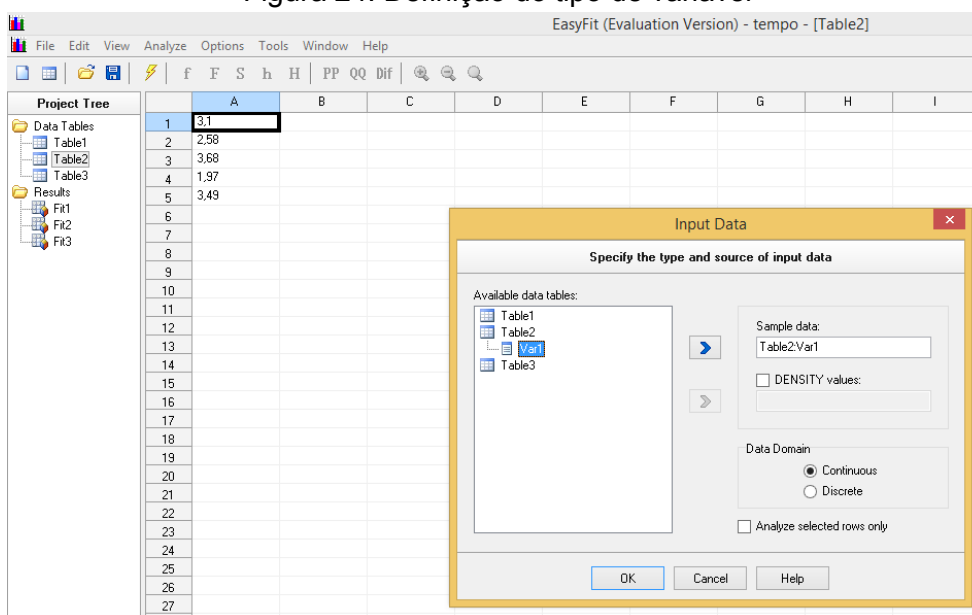 Figura 24: Definição do tipo de variável
EasyFit (Evaluation Version) - tempo - [Table2]
File Edit View Analyze Options Tools Window Help
f F S h H PP QQ Dif
Project Tree
A B C D E F G H I
Data Tables
Table1
Table2
Table3
Results
Fit1
Fit2
Fit3
1 3,1
2 2,58
3 3,68
4 1,97
5 3,49
6
7
8
9
10
11
12
13
14
15
16
17
18
19
20
21
22
23
24
25
26
27
Input Data
Specify the type and source of input data
Available data tables:
Table1
Table2
Var1
Table3
Sample data:
Table2:Var1
DENSITY values:
Data Domain
Continuous
Discrete
Analyze selected rows only
OK Cancel Help